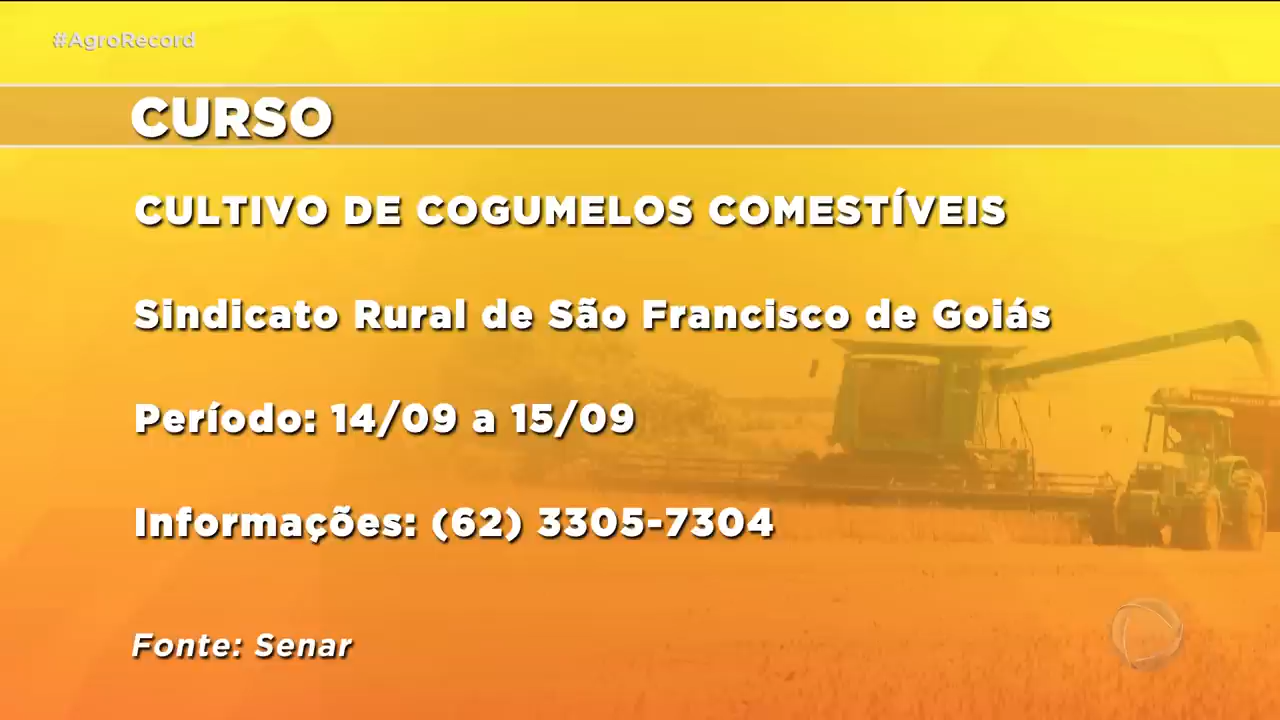 #AgroRecord
CURSO
CULTIVO DE COGUMELOS COMESTÍVEIS
Sindicato Rural de São Francisco de Goiás
Período: 14/09 a 15/09
Informações: (62) 3305-7304
Fonte: Senar